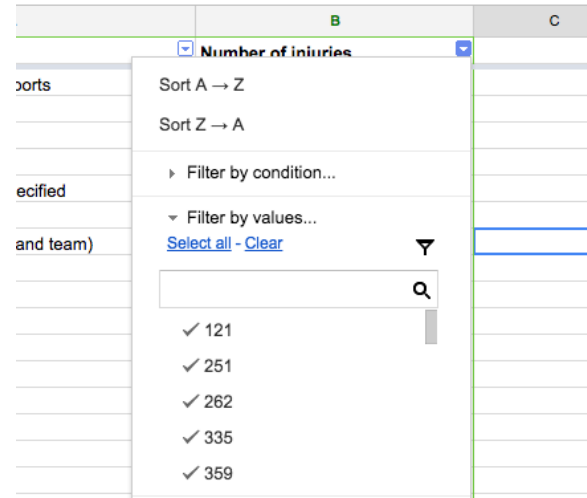 B
C
Number of injuries
ports
Sort A → Z
Sort Z → A
Filter by condition...
ecified
Filter by values...
and team)
Select all - Clear
121
251
262
335
359